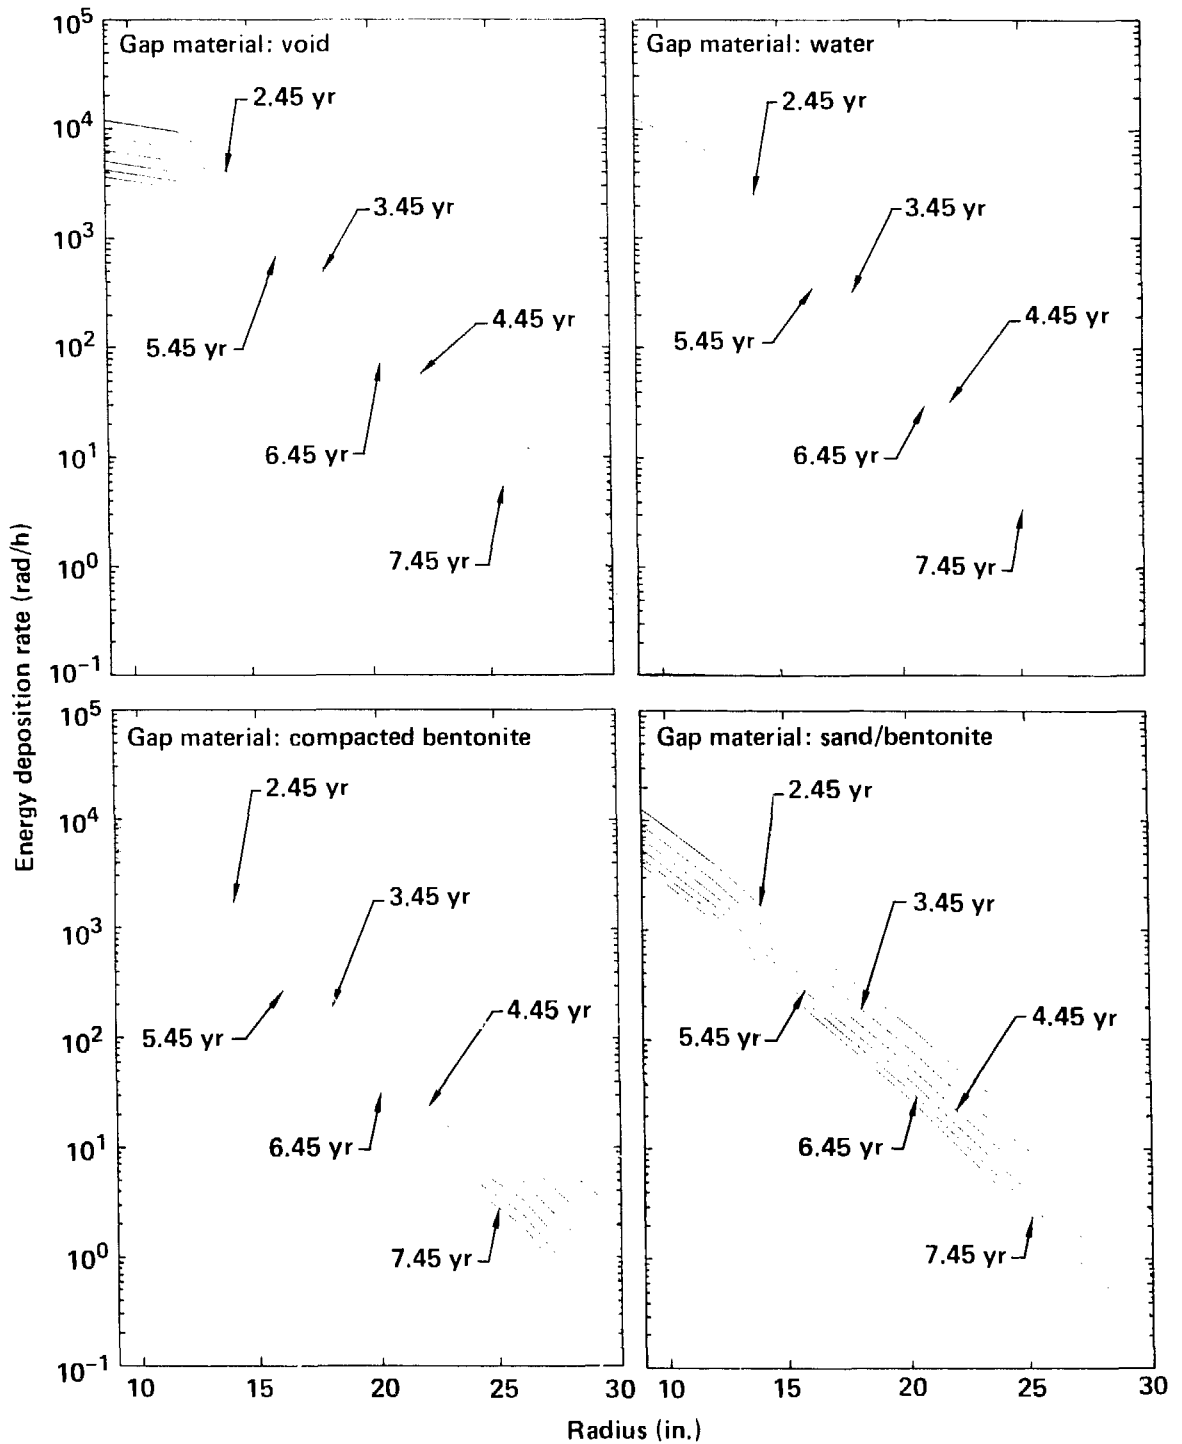 10^5
10^4
10^3
10^2
10^1
10^0
10^−1
Gap material: void
2.45 yr
3.45 yr
4.45 yr
5.45 yr
6.45 yr
7.45 yr
Gap material: water
2.45 yr
3.45 yr
4.45 yr
5.45 yr
6.45 yr
7.45 yr
Energy deposition rate (rad/h)
10^5
10^4
10^3
10^2
10^1
10^0
10^−1
Gap material: compacted bentonite
2.45 yr
3.45 yr
4.45 yr
5.45 yr
6.45 yr
7.45 yr
10 15 20 25 30
Gap material: sand/bentonite
2.45 yr
3.45 yr
4.45 yr
5.45 yr
6.45 yr
7.45 yr
10 15 20 25 30
Radius (in.)